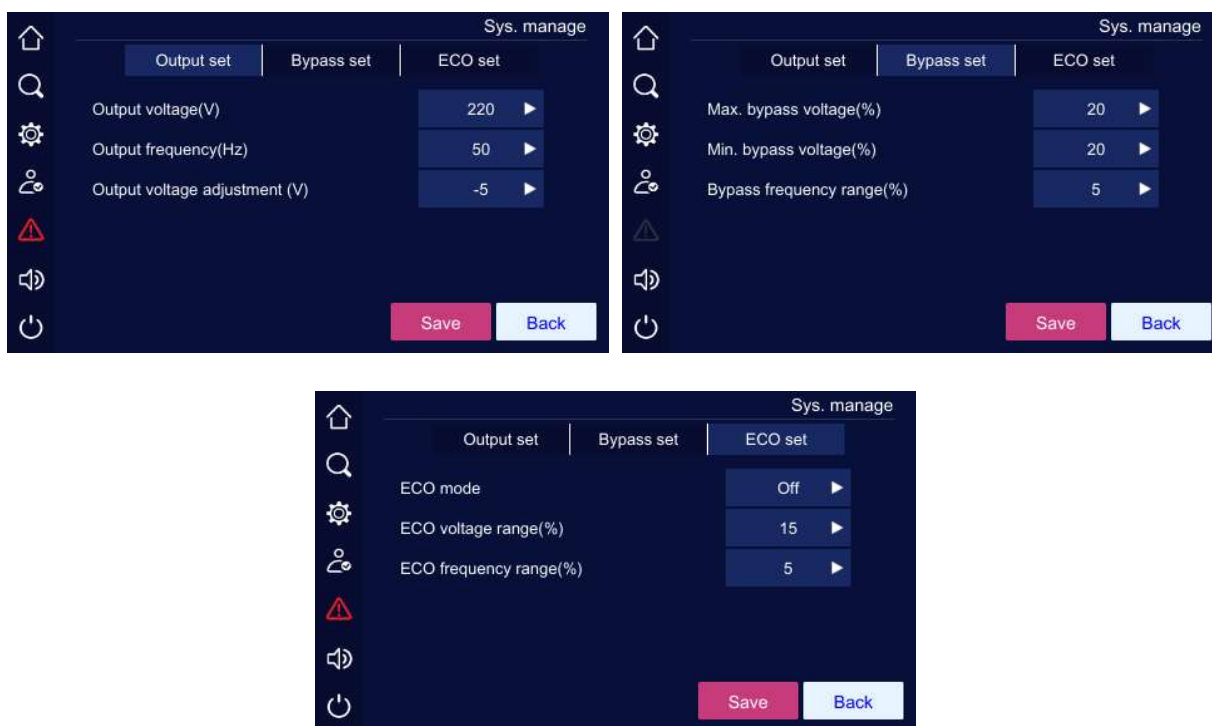 Sys. manage
Output set Bypass set ECO set
Output voltage(V) 220
Output frequency(Hz) 50
Output voltage adjustment (V) -5
Save Back
Sys. manage
Output set Bypass set ECO set
Max. bypass voltage(%) 20
Min. bypass voltage(%) 20
Bypass frequency range(%) 5
Save Back
Sys. manage
Output set Bypass set ECO set
ECO mode Off
ECO voltage range(%) 15
ECO frequency range(%) 5
Save Back